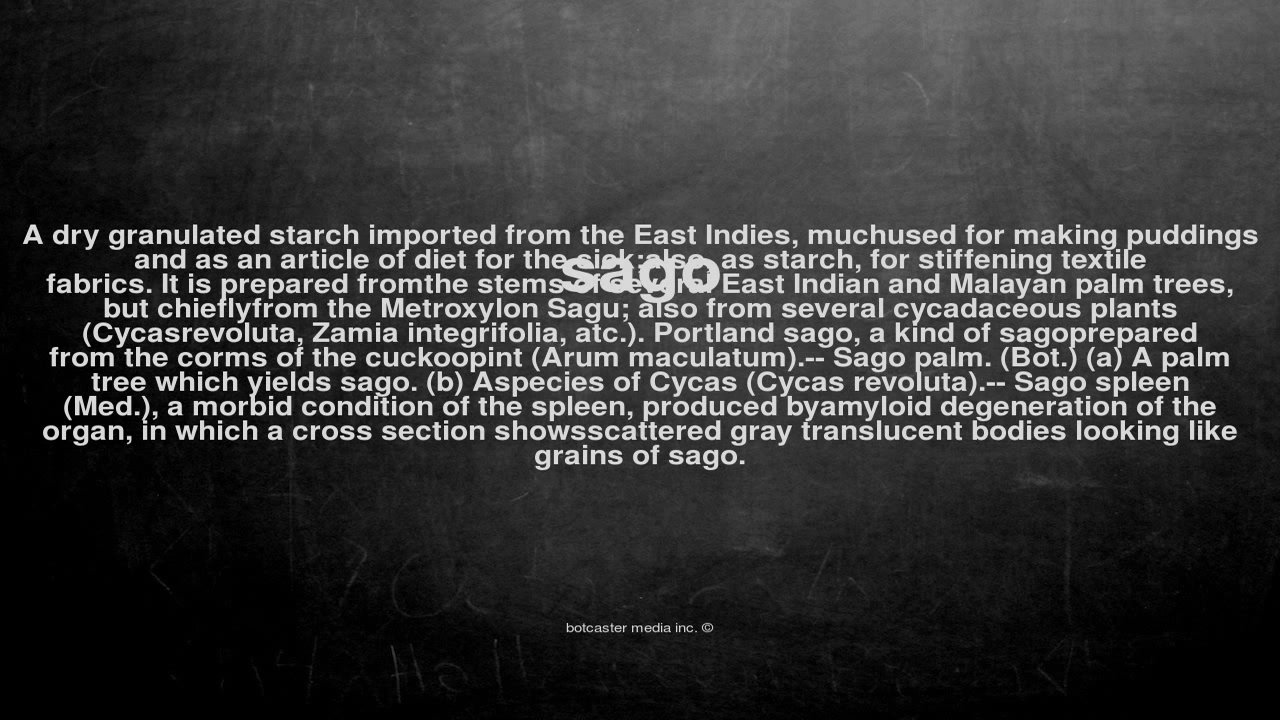 A dry granulated starch imported from the East Indies, muchused for making puddings
and as an article of diet for the sick; also, as starch, for stiffening textile
sago
fabrics. It is prepared fromthe stems of several East Indian and Malayan palm trees,
but chieflyfrom the Metroxylon Sagu; also from several cycadaceous plants
(Cycasrevoluta, Zamia integrifolia, atc.). Portland sago, a kind of sagoprepared
from the corms of the cuckoopint (Arum maculatum).-- Sago palm. (Bot.) (a) A palm
tree which yields sago. (b) Aspecies of Cycas (Cycas revoluta).-- Sago spleen
(Med.), a morbid condition of the spleen, produced byamyloid degeneration of the
organ, in which a cross section showsscattered gray translucent bodies looking like
grains of sago.
botcaster media inc. ©